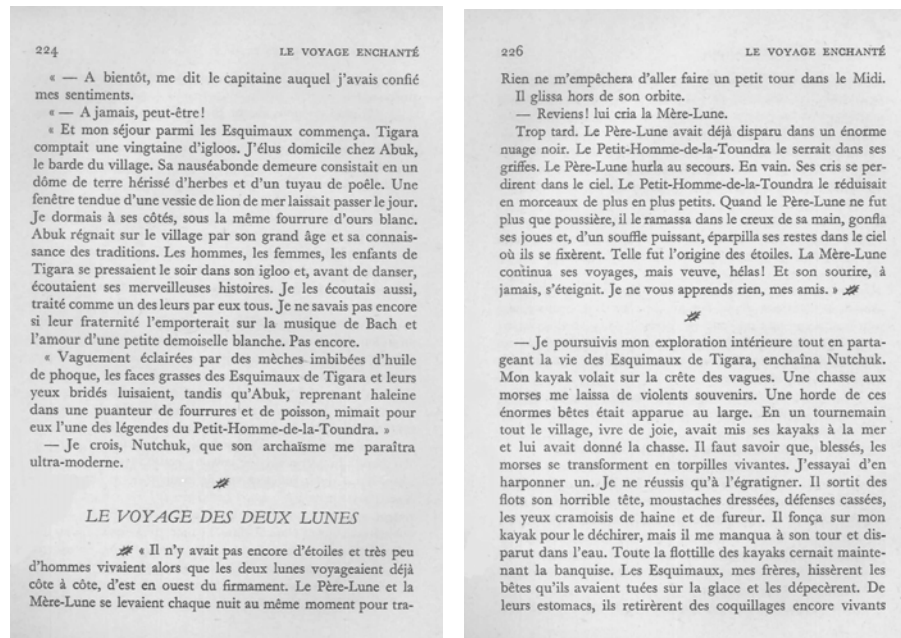 224 LE VOYAGE ENCHANTÉ
« — A bientôt, me dit le capitaine auquel j'avais confié
mes sentiments.
« — A jamais, peut-être!
« Et mon séjour parmi les Esquimaux commença. Tigara
comptait une vingtaine d'igloos. J'élus domicile chez Abuk,
le barde du village. Sa nauséabonde demeure consistait en un
dôme de terre hérissé d'herbes et d'un tuyau de poêle. Une
fenêtre tendue d'une vessie de lion de mer laissait passer le jour.
Je dormais à ses côtés, sous la même fourrure d'ours blanc.
Abuk régnait sur le village par son grand âge et sa connais-
sance des traditions. Les hommes, les femmes, les enfants de
Tigara se pressaient le soir dans son igloo et, avant de danser,
écoutaient ses merveilleuses histoires. Je les écoutais aussi,
traité comme un des leurs par eux tous. Je ne savais pas encore
si leur fraternité l'emporterait sur la musique de Bach et
l'amour d'une petite demoiselle blanche. Pas encore.
« Vaguement éclairées par des mèches imbibées d'huile
de phoque, les faces grasses des Esquimaux de Tigara et leurs
yeux bridés luisaient, tandis qu'Abuk, reprenant haleine
dans une puanteur de fourrures et de poisson, mimait pour
eux l'une des légendes du Petit-Homme-de-la-Toundra. »
— Je crois, Nutchuk, que son archaïsme me paraîtra
ultra-moderne.
LE VOYAGE DES DEUX LUNES
« Il n'y avait pas encore d'étoiles et très peu
d'hommes vivaient alors que les deux lunes voyageaient déjà
côte à côte, d'est en ouest du firmament. Le Père-Lune et la
Mère-Lune se levaient chaque nuit au même moment pour tra-
226 LE VOYAGE ENCHANTÉ
Rien ne m'empêchera d'aller faire un petit tour dans le Midi.
Il glissa hors de son orbite.
— Reviens! lui cria la Mère-Lune.
Trop tard. Le Père-Lune avait déjà disparu dans un énorme
nuage noir. Le Petit-Homme-de-la-Toundra le serrait dans ses
griffes. Le Père-Lune hurla au secours. En vain. Ses cris se per-
dirent dans le ciel. Le Petit-Homme-de-la-Toundra le réduisait
en morceaux de plus en plus petits. Quand le Père-Lune ne fut
plus que poussière, il le ramassa dans le creux de sa main, gonfla
ses joues et, d'un souffle puissant, éparpilla ses restes dans le ciel
où ils se fixèrent. Telle fut l'origine des étoiles. La Mère-Lune
continua ses voyages, mais veuve, hélas! Et son sourire, à
jamais, s'éteignit. Je ne vous apprends rien, mes amis. »
— Je poursuivis mon exploration intérieure tout en parta-
geant la vie des Esquimaux de Tigara, enchaîna Nutchuk.
Mon kayak volait sur la crête des vagues. Une chasse aux
morses me laissa de violents souvenirs. Une horde de ces
énormes bêtes était apparue au large. En un tournemain
tout le village, ivre de joie, avait mis ses kayaks à la mer
et lui avait donné la chasse. Il faut savoir que, blessés, les
morses se transforment en torpilles vivantes. J'essayai d'en
harponner un. Je ne réussis qu'à l'égratigner. Il sortit des
flots son horrible tête, moustaches dressées, défenses cassées,
les yeux cramoisis de haine et de fureur. Il fonça sur mon
kayak pour le déchirer, mais il me manqua à son tour et dis-
parut dans l'eau. Toute la flottille des kayaks cernait mainte-
nant la banquise. Les Esquimaux, mes frères, hissèrent les
bêtes qu'ils avaient tuées sur la glace et les dépecèrent. De
leurs estomacs, ils retirèrent des coquillages encore vivants